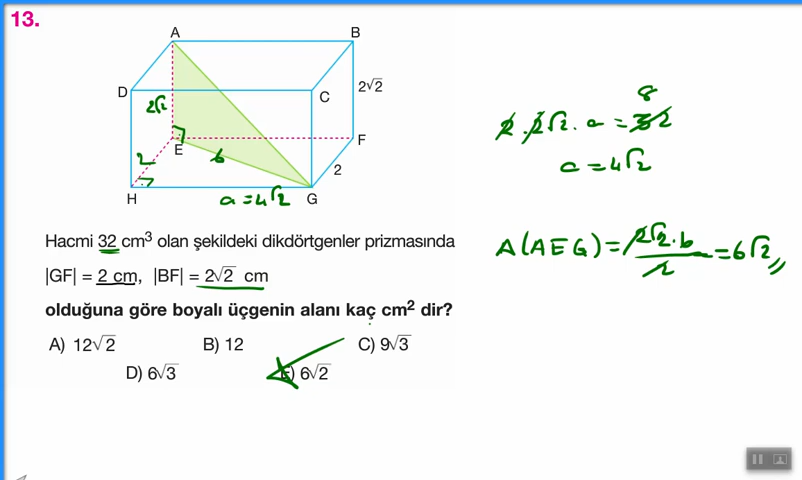 13.
A
B
D
C
2√2
2√2
E
F
2
6
2
H
a = 4√2
G
Hacmi 32 cm³ olan şekildeki dikdörtgenler prizmasında
|GF| = 2 cm, |BF| = 2√2 cm
olduğuna göre boyalı üçgenin alanı kaç cm² dir?
A) 12√2 B) 12 C) 9√3
D) 6√3 E) 6√2
8
2 . 2√2 . a = 32
a = 4√2
A(AEG) = 2√2 . 6 / 2 = 6√2 //